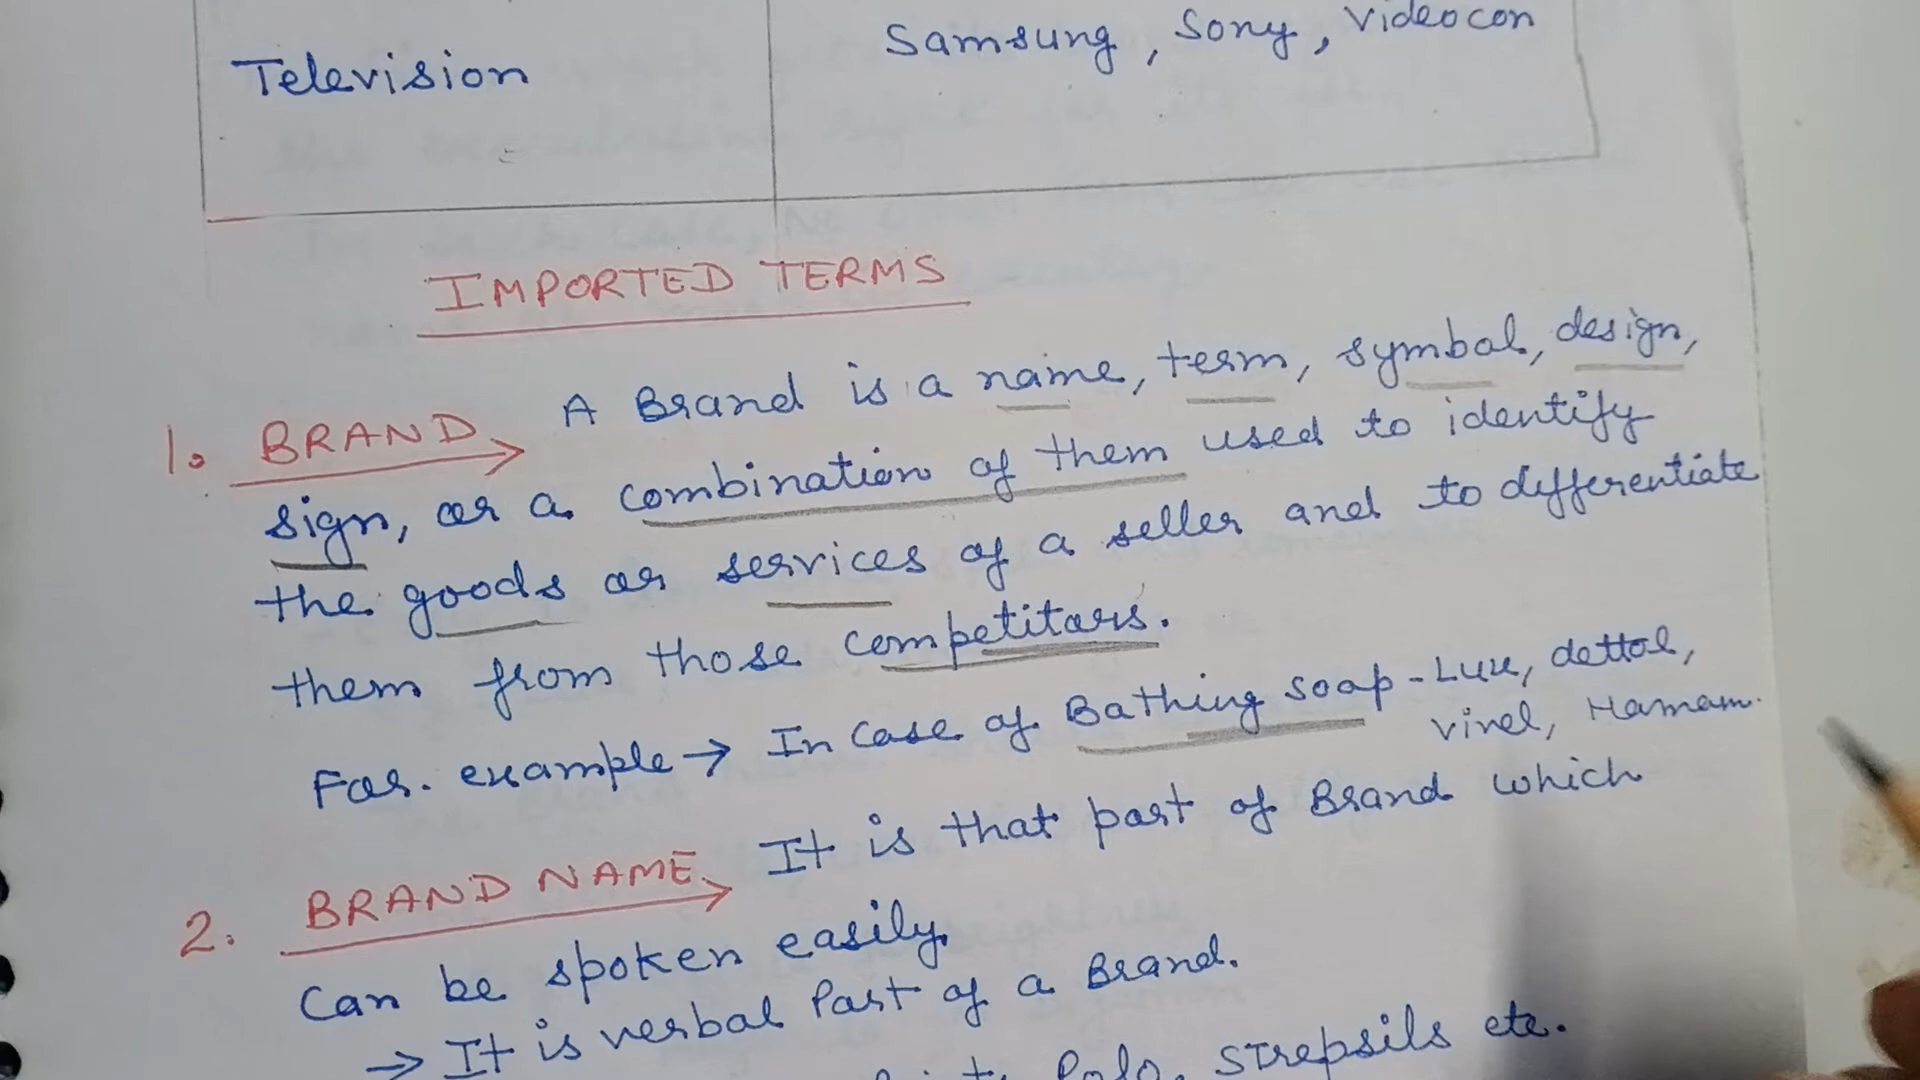 Television
Samsung, Sony, Videocon
IMPORTED TERMS
1. BRAND → A Brand is a name, term, symbol, design,
sign, or a combination of them used to identify
the goods or services of a seller and to differentiate
them from those competitors.
For. example → In case of Bathing soap - Lux, dettol,
vivel, Hamam.
2. BRAND NAME → It is that part of Brand which
Can be spoken easily.
→ It is verbal Part of a Brand.
Polo, Strepsils etc.